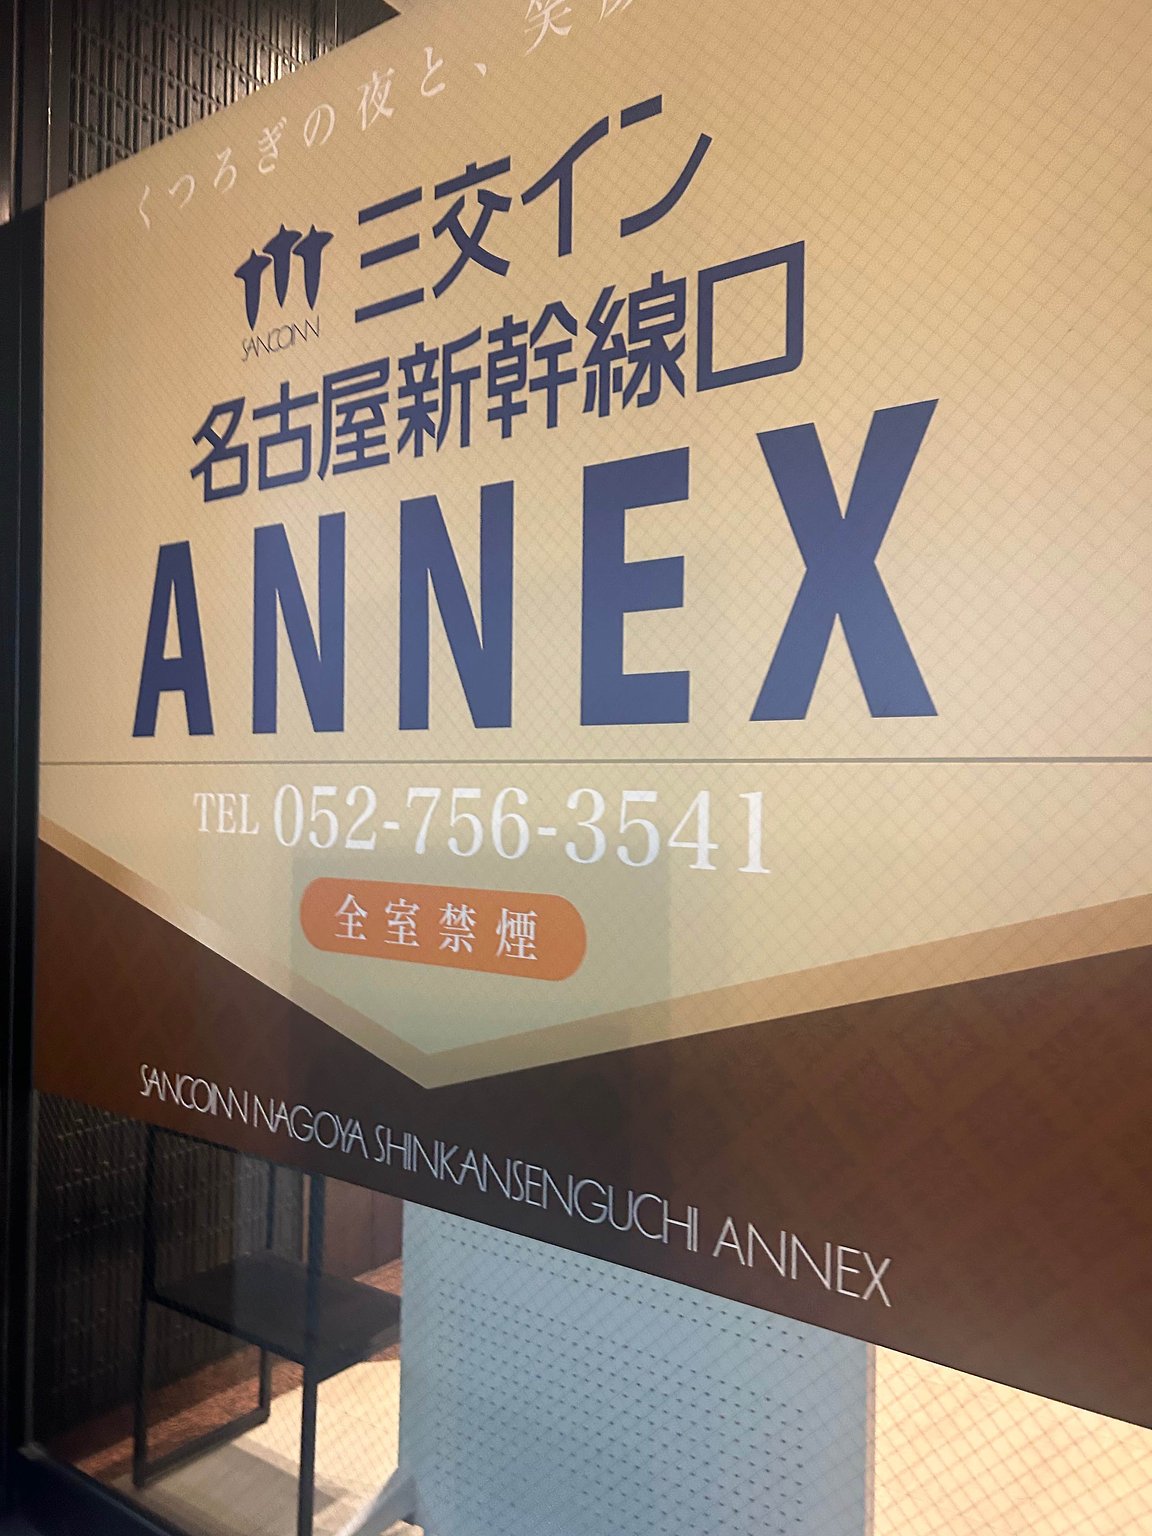 くつろぎの夜と、笑
三交イン
SANCOINN
名古屋新幹線口
ANNEX
TEL 052-756-3541
全室禁煙
SANCOINN NAGOYA SHINKANSENGUCHI ANNEX